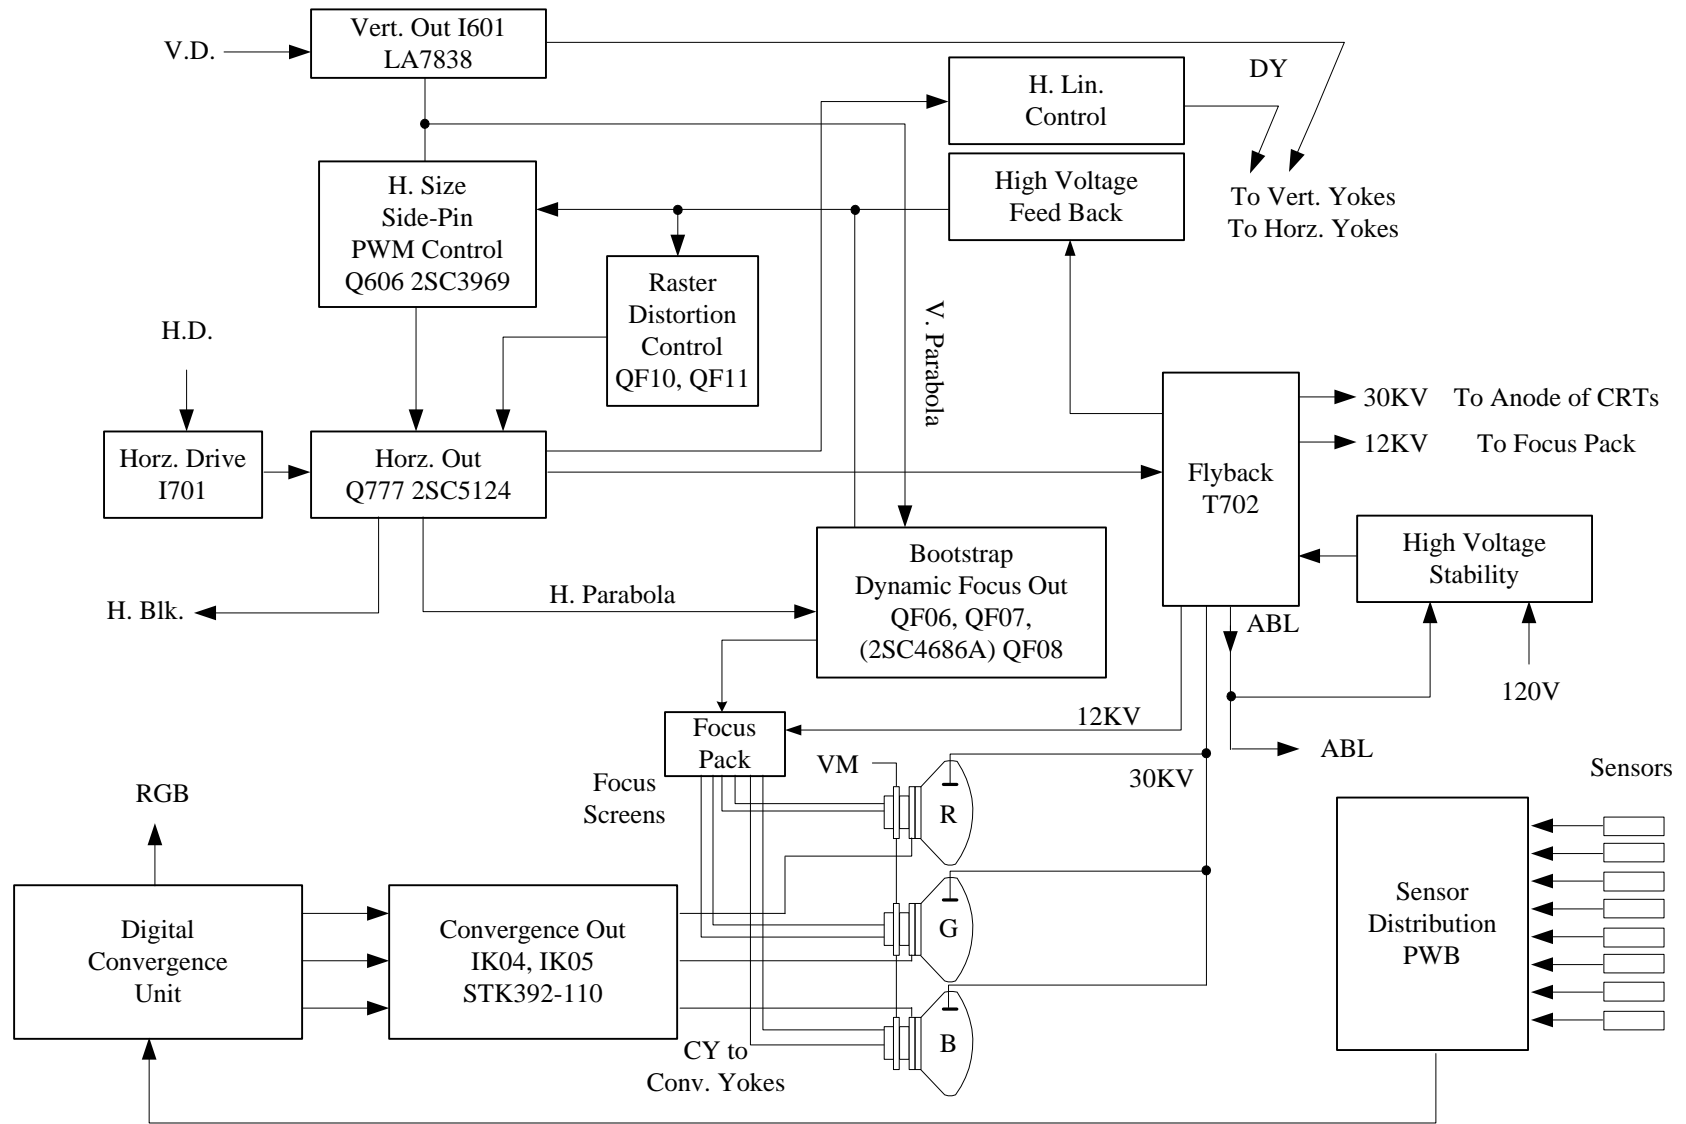 Vert. Out I601
LA7838
V.D.
DY
H. Lin.
Control
H. Size
Side-Pin
PWM Control
Q606 2SC3969
High Voltage
Feed Back
To Vert. Yokes
To Horz. Yokes
Raster
Distortion
Control
QF10, QF11
V. Parabola
H.D.
30KV To Anode of CRTs
12KV To Focus Pack
Horz. Drive
I701
Horz. Out
Q777 2SC5124
Flyback
T702
High Voltage
Stability
Bootstrap
Dynamic Focus Out
QF06, QF07,
(2SC4686A) QF08
H. Blk.
H. Parabola
ABL
120V
12KV
Focus
Pack
ABL
VM
30KV
Sensors
Focus
Screens
RGB
R
G
B
Digital
Convergence
Unit
Convergence Out
IK04, IK05
STK392-110
Sensor
Distribution
PWB
CY to
Conv. Yokes